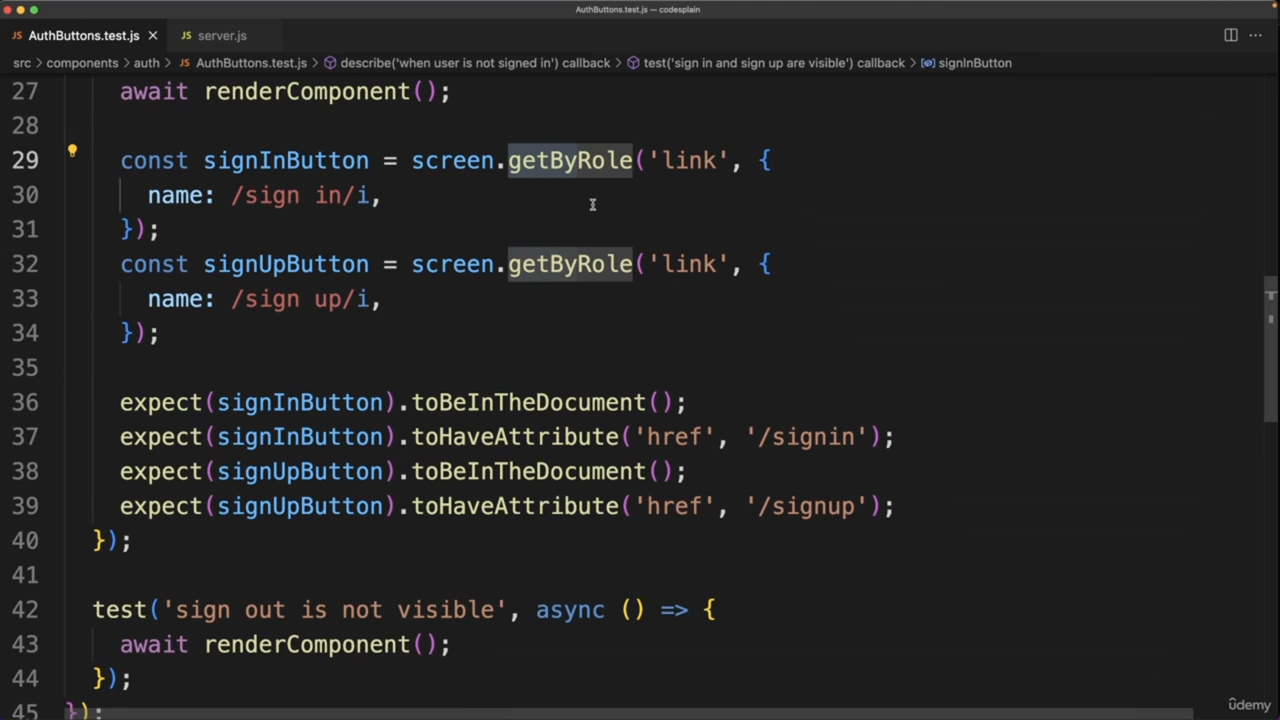 AuthButtons.test.js — codesplain
JS AuthButtons.test.js × JS server.js
src > components > auth > JS AuthButtons.test.js > describe('when user is not signed in') callback > test('sign in and sign up are visible') callback > signInButton
27 await renderComponent();
28
29 const signInButton = screen.getByRole('link', {
30 name: /sign in/i,
31 });
32 const signUpButton = screen.getByRole('link', {
33 name: /sign up/i,
34 });
35
36 expect(signInButton).toBeInTheDocument();
37 expect(signInButton).toHaveAttribute('href', '/signin');
38 expect(signUpButton).toBeInTheDocument();
39 expect(signUpButton).toHaveAttribute('href', '/signup');
40 });
41
42 test('sign out is not visible', async () => {
43 await renderComponent();
44 });
45 });
ûdemy